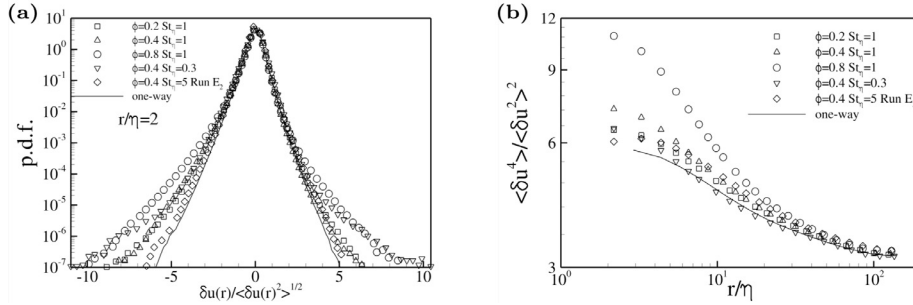 (a)
10^1
10^0
10^-1
10^-2
10^-3
10^-4
10^-5
10^-6
10^-7
p.d.f.
ϕ=0.2 St_η=1
ϕ=0.4 St_η=1
ϕ=0.8 St_η=1
ϕ=0.4 St_η=0.3
ϕ=0.4 St_η=5 Run E_2
one-way
r/η=2
-10 -5 0 5 10
δu(r)/<δu(r)^2>^1/2
(b)
12
9
6
3
<δu^4>/<δu^2>^2
ϕ=0.2 St_η=1
ϕ=0.4 St_η=1
ϕ=0.8 St_η=1
ϕ=0.4 St_η=0.3
ϕ=0.4 St_η=5 Run E_2
one-way
10^0 10^1 10^2
r/η